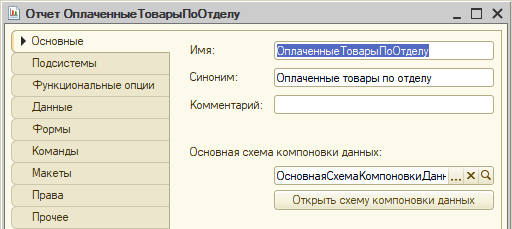 Отчет ОплаченныеТоварыПоОтделу
Основные
Подсистемы
Функциональные опции
Данные
Формы
Команды
Макеты
Права
Прочее
Имя: ОплаченныеТоварыПоОтделу
Синоним: Оплаченные товары по отделу
Комментарий:
Основная схема компоновки данных:
ОсновнаяСхемаКомпоновкиДанн ...
Открыть схему компоновки данных